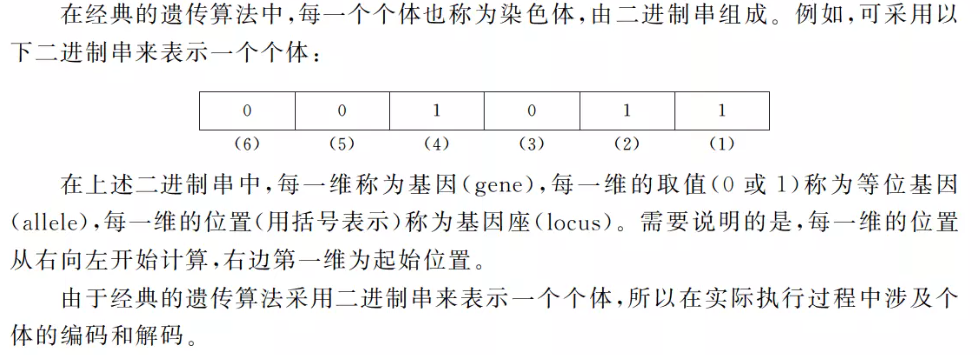 在经典的遗传算法中,每一个个体也称为染色体,由二进制串组成。例如,可采用以
下二进制串来表示一个个体:
0 0 1 0 1 1
(6) (5) (4) (3) (2) (1)
在上述二进制串中,每一维称为基因(gene),每一维的取值(0 或 1)称为等位基因
(allele),每一维的位置(用括号表示)称为基因座(locus)。需要说明的是,每一维的位置
从右向左开始计算,右边第一维为起始位置。
由于经典的遗传算法采用二进制串来表示一个个体,所以在实际执行过程中涉及个
体的编码和解码。